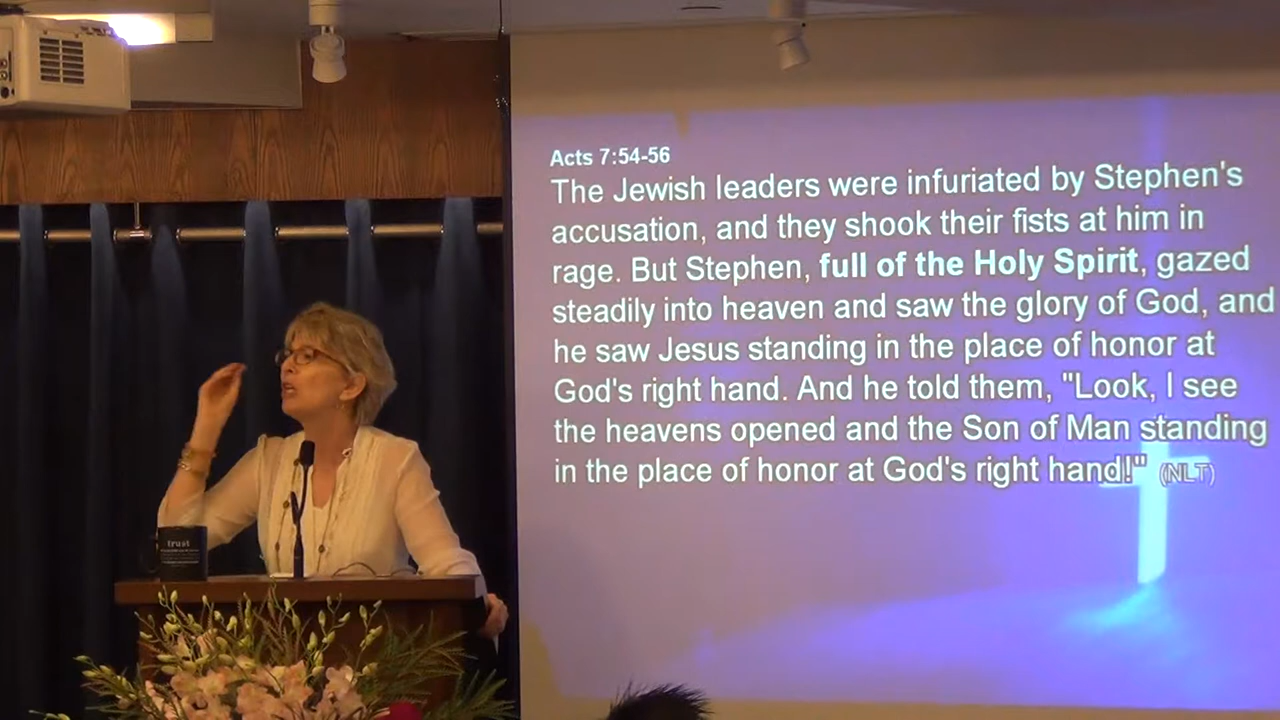 Acts 7:54-56
The Jewish leaders were infuriated by Stephen's
accusation, and they shook their fists at him in
rage. But Stephen, full of the Holy Spirit, gazed
steadily into heaven and saw the glory of God, and
he saw Jesus standing in the place of honor at
God's right hand. And he told them, "Look, I see
the heavens opened and the Son of Man standing
in the place of honor at God's right hand!" (NLT)
trust